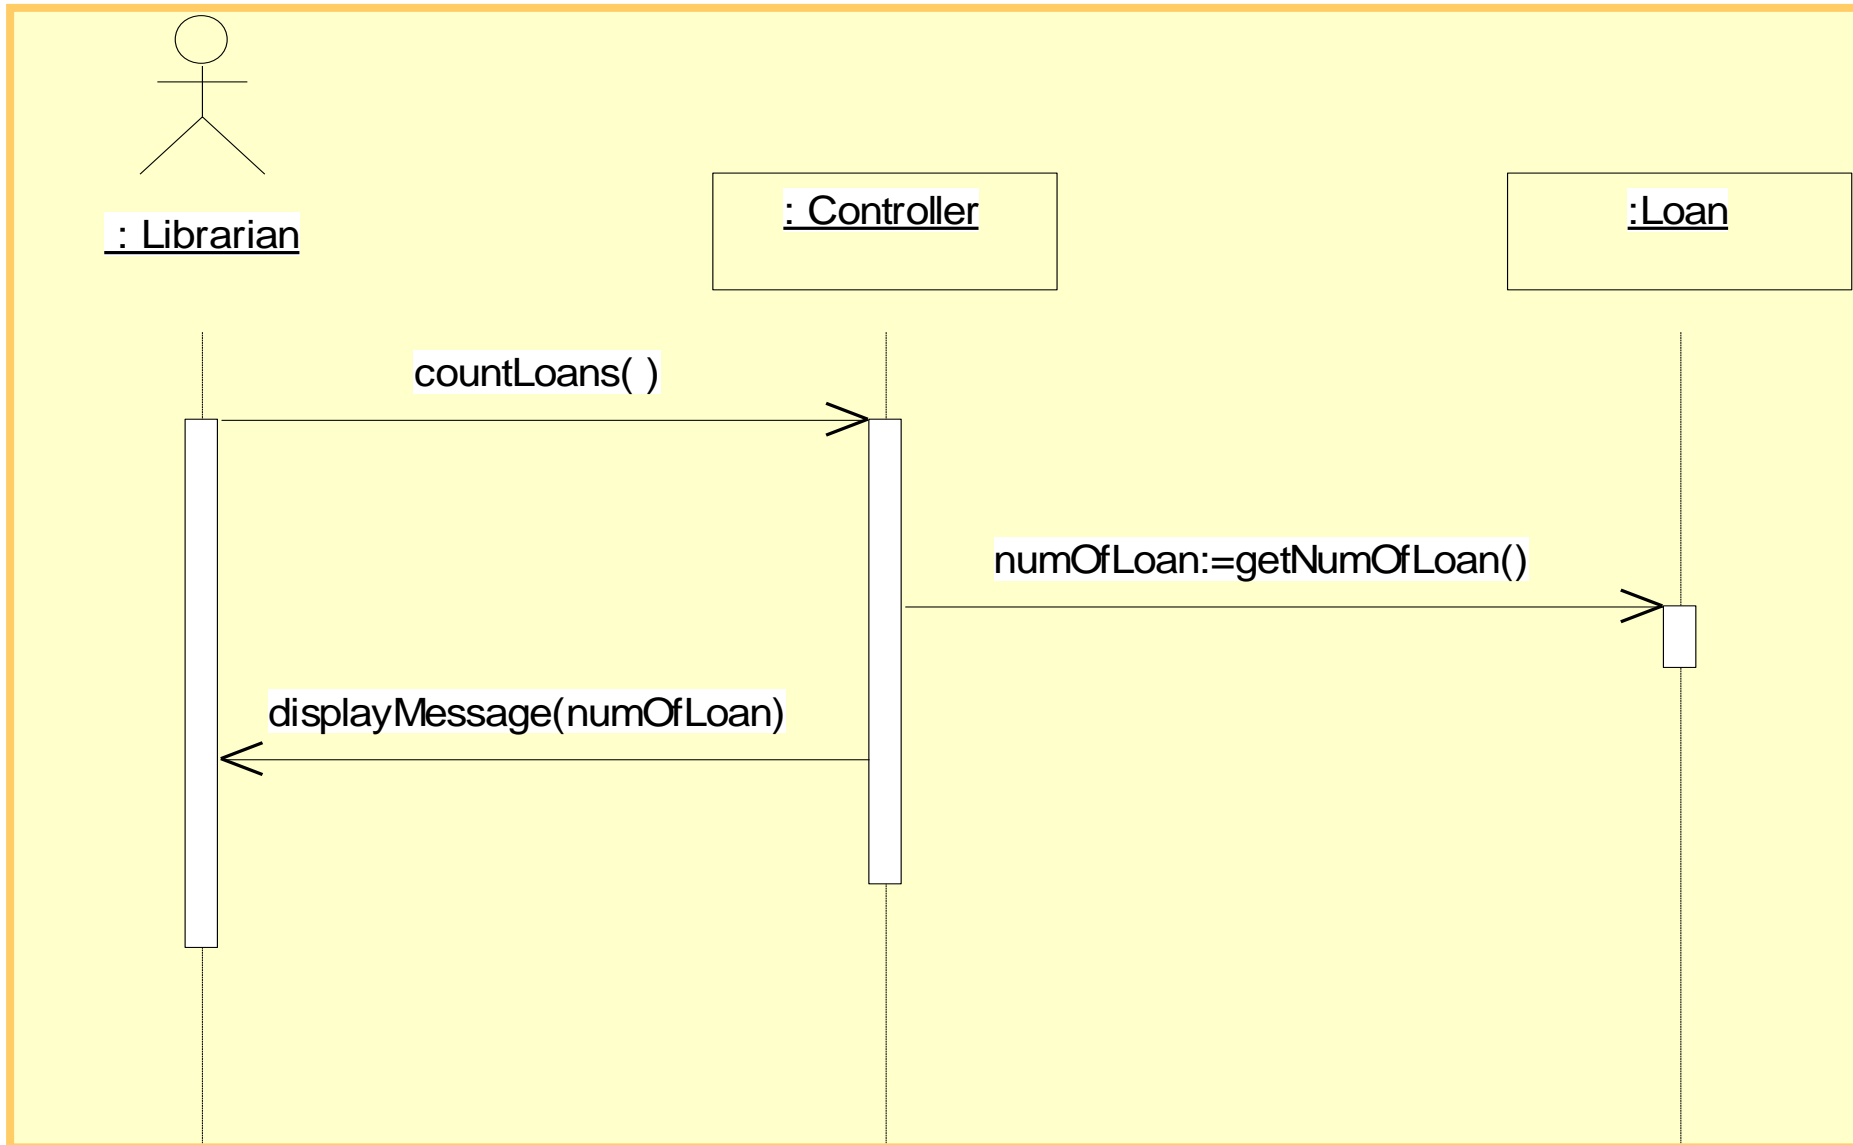 : Controller
:Loan
: Librarian
countLoans( )
numOfLoan:=getNumOfLoan()
displayMessage(numOfLoan)